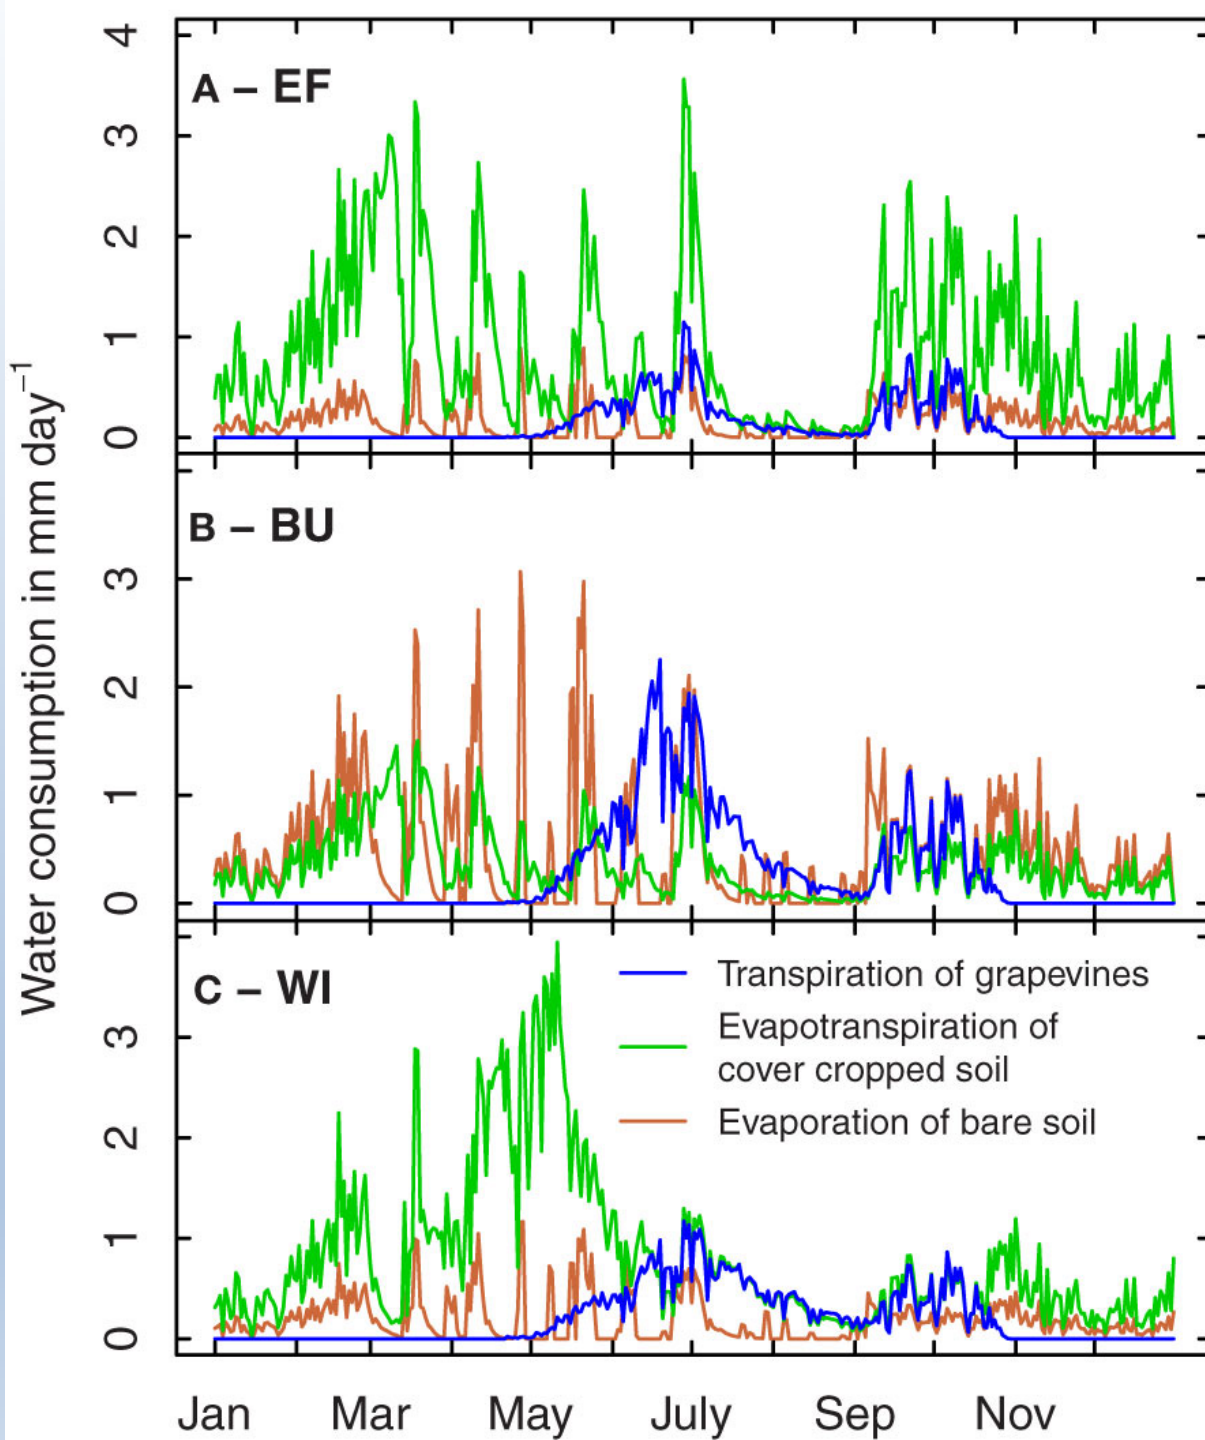 Water consumption in mm day−1
A – EF
4
3
2
1
0
B – BU
3
2
1
0
C – WI
3
2
1
0
Transpiration of grapevines
Evapotranspiration of
cover cropped soil
Evaporation of bare soil
Jan Mar May July Sep Nov